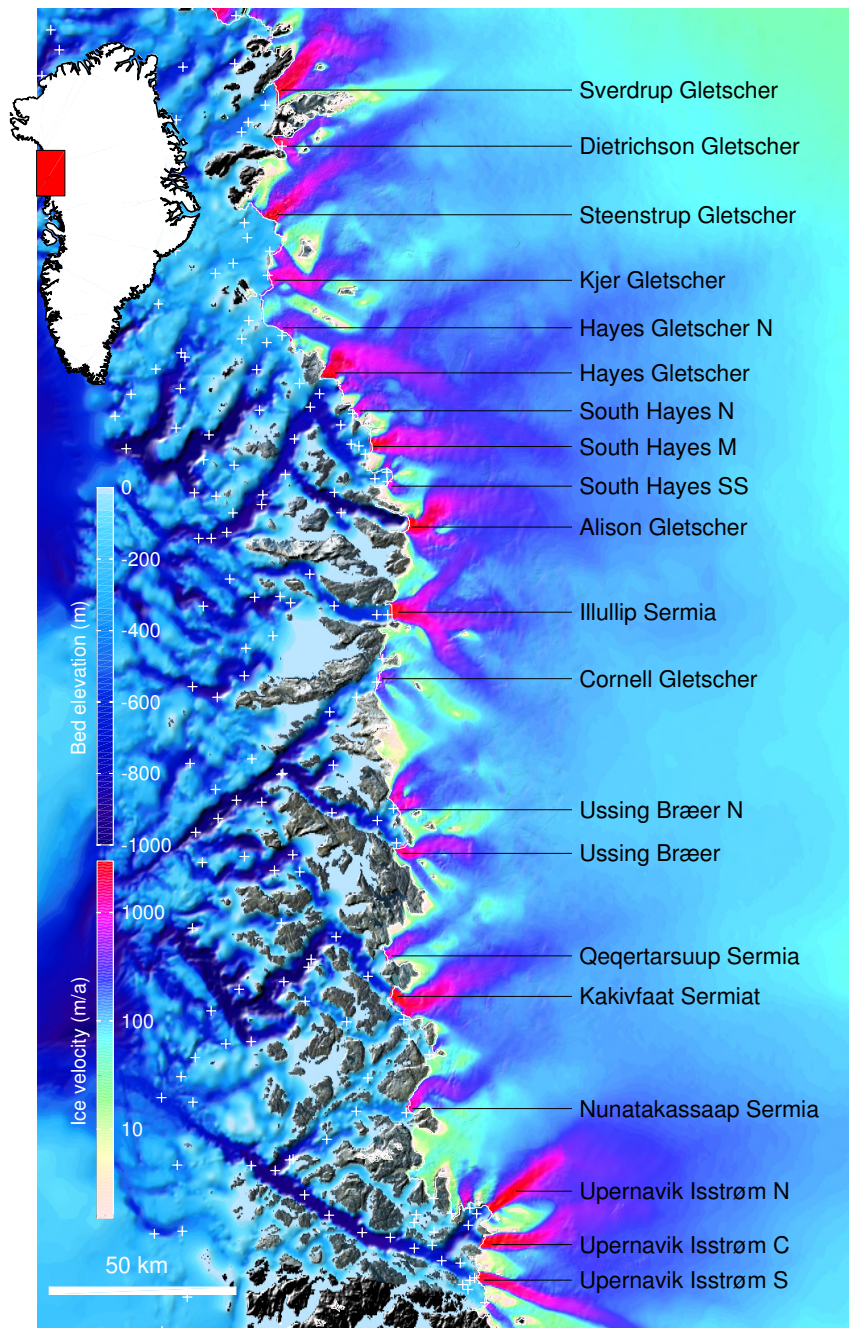 Sverdrup Gletscher
Dietrichson Gletscher
Steenstrup Gletscher
Kjer Gletscher
Hayes Gletscher N
Hayes Gletscher
South Hayes N
South Hayes M
South Hayes SS
Alison Gletscher
Illullip Sermia
Cornell Gletscher
Ussing Bræer N
Ussing Bræer
Qeqertarsuup Sermia
Kakivfaat Sermiat
Nunatakassaap Sermia
Upernavik Isstrøm N
Upernavik Isstrøm C
Upernavik Isstrøm S
Bed elevation (m)
0
-200
-400
-600
-800
-1000
Ice velocity (m/a)
1000
100
10
50 km